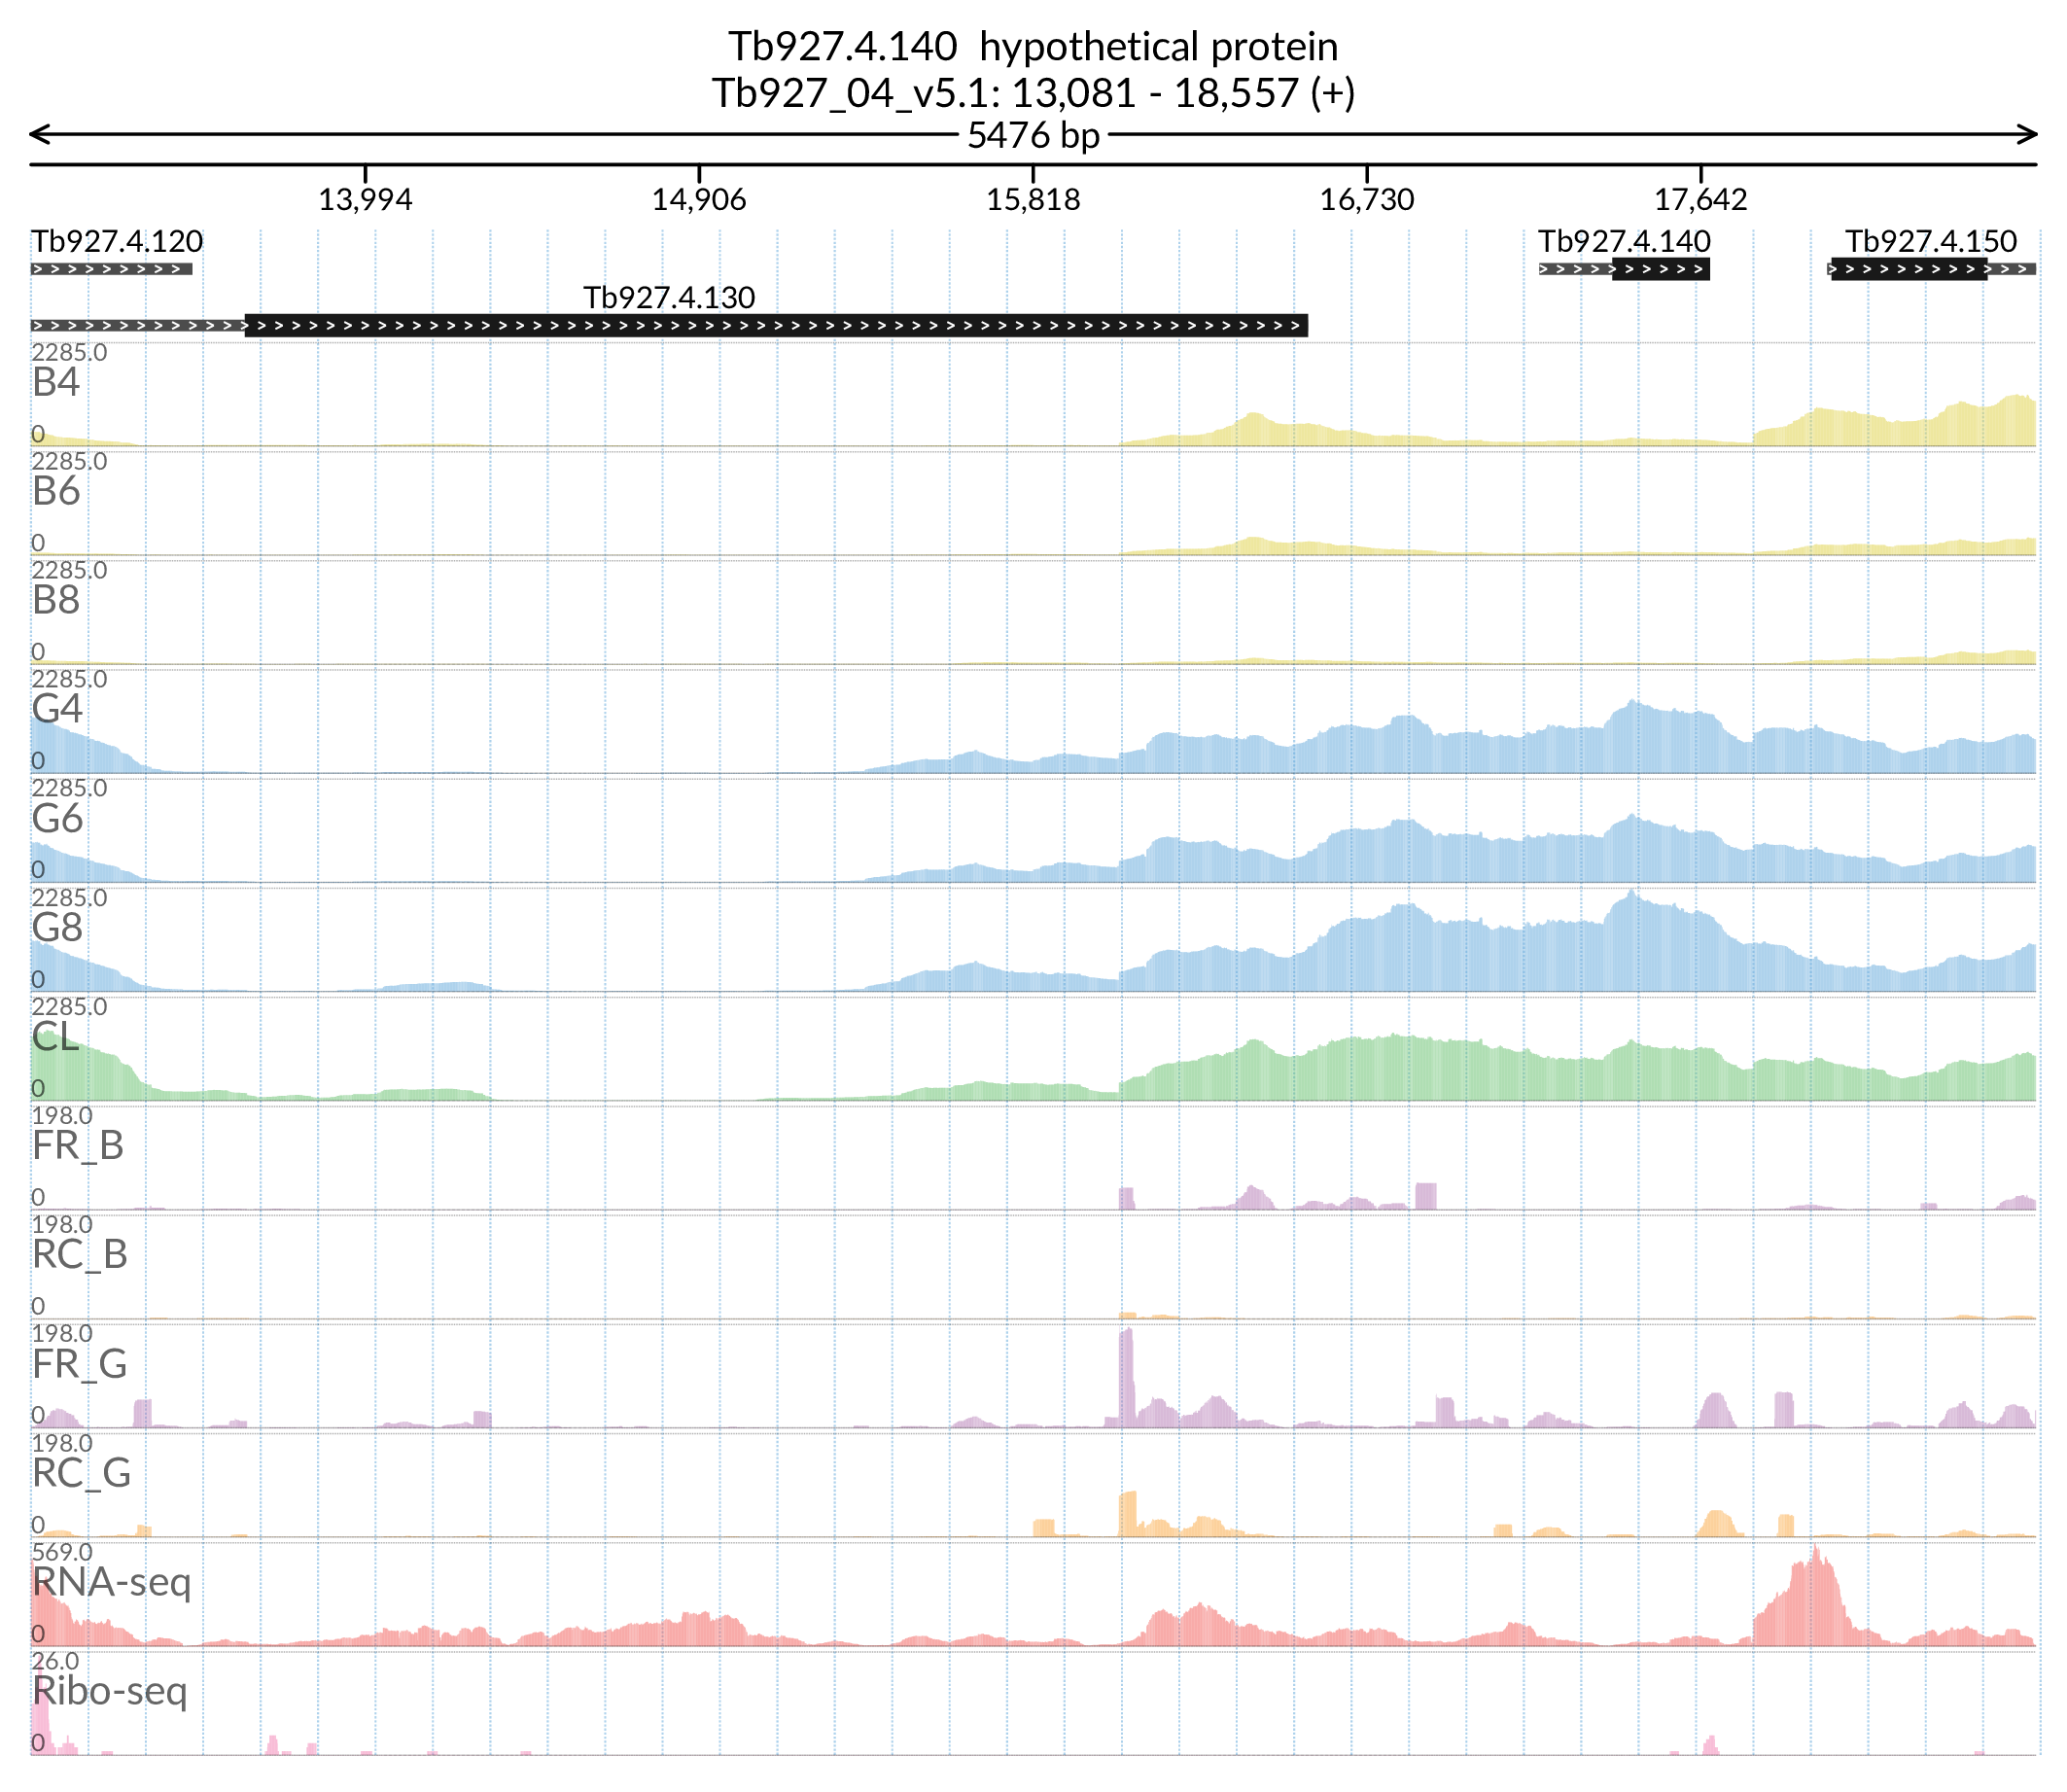 Tb927.4.140  hypothetical protein
Tb927_04_v5.1: 13,081 - 18,557 (+)
5476 bp
13,994 14,906 15,818 16,730 17,642
Tb927.4.120 Tb927.4.140 Tb927.4.150
Tb927.4.130
2285.0
B4
0
2285.0
B6
0
2285.0
B8
0
2285.0
G4
0
2285.0
G6
0
2285.0
G8
0
2285.0
CL
0
198.0
FR_B
0
198.0
RC_B
0
198.0
FR_G
0
198.0
RC_G
0
569.0
RNA-seq
0
26.0
Ribo-seq
0